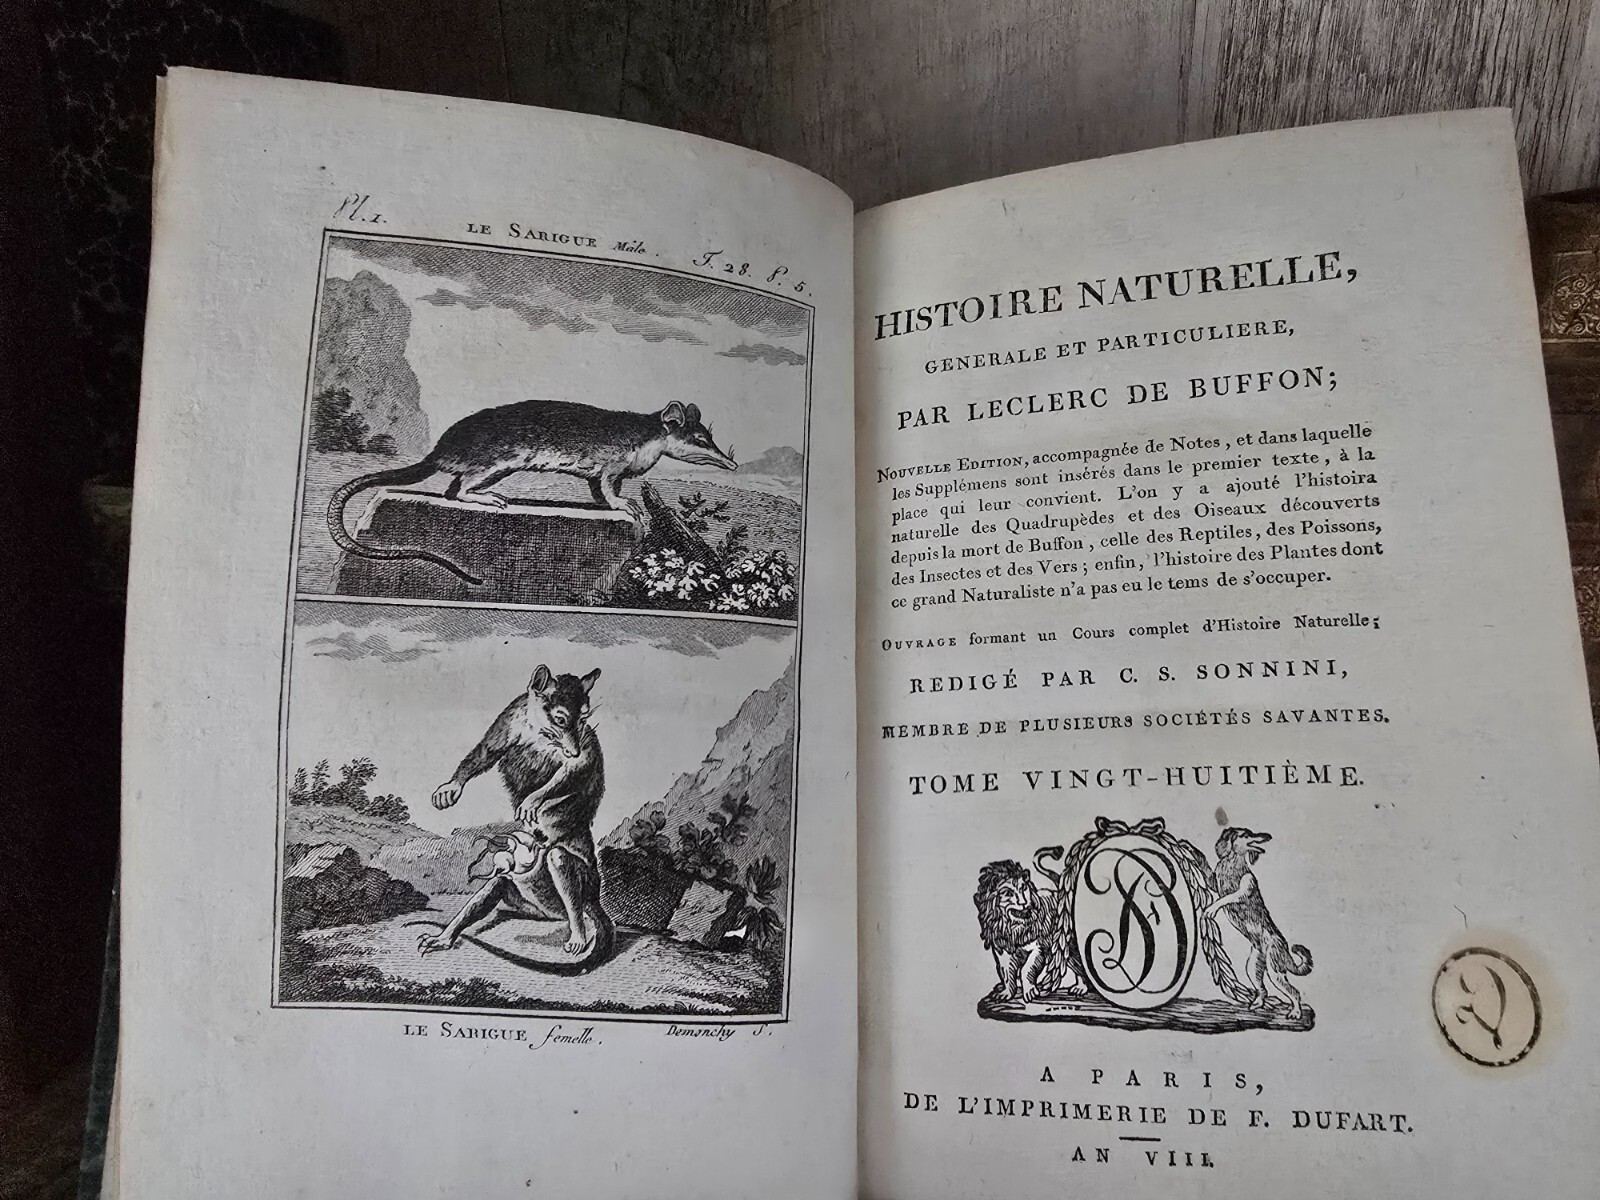 Pl. 1.
LE SARIGUE Mâle.
T. 28. P. 5.
LE SARIGUE femelle.
Demonchy S.
HISTOIRE NATURELLE,
GENERALE ET PARTICULIERE,
PAR LECLERC DE BUFFON;
NOUVELLE EDITION, accompagnée de Notes, et dans laquelle
les Supplémens sont insérés dans le premier texte, à la
place qui leur convient. L'on y a ajouté l'histoire
naturelle des Quadrupèdes et des Oiseaux découverts
depuis la mort de Buffon, celle des Reptiles, des Poissons,
des Insectes et des Vers; enfin, l'histoire des Plantes dont
ce grand Naturaliste n'a pas eu le tems de s'occuper.
OUVRAGE formant un Cours complet d'Histoire Naturelle;
REDIGÉ PAR C. S. SONNINI,
MEMBRE DE PLUSIEURS SOCIÉTÉS SAVANTES.
TOME VINGT-HUITIÈME.
A PARIS,
DE L'IMPRIMERIE DE F. DUFART.
AN VIII.